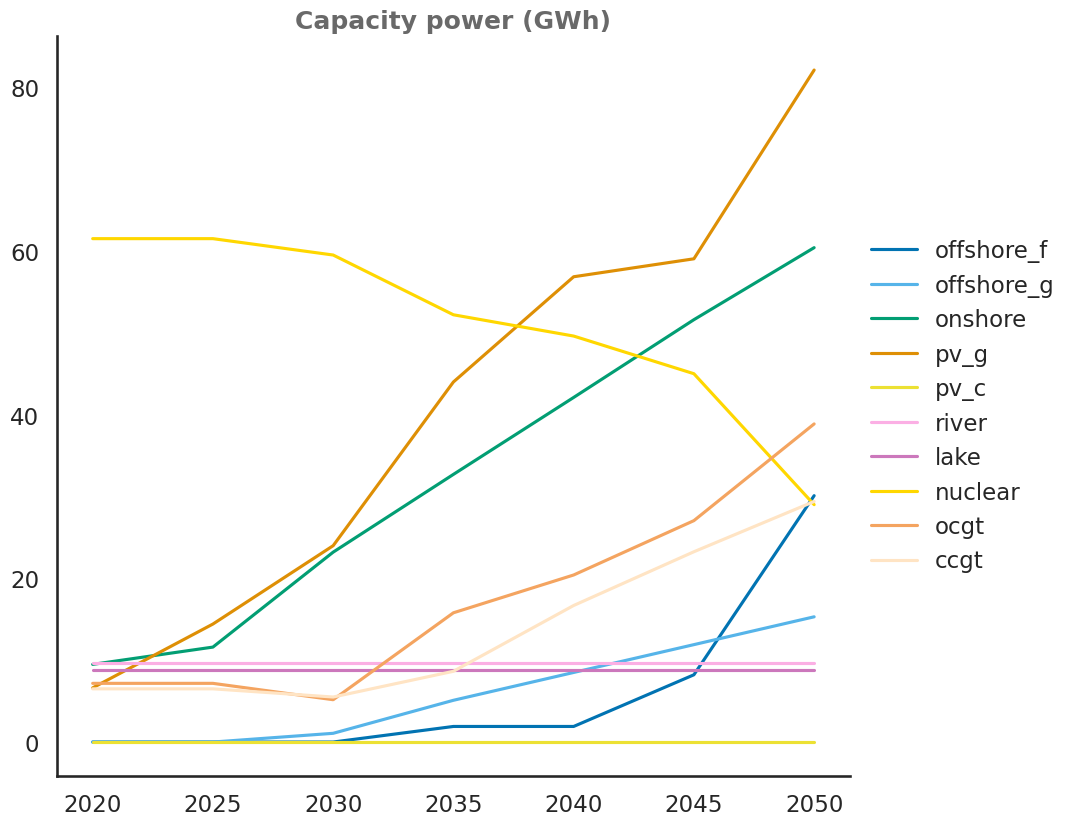 Capacity power (GWh)
80
60
40
20
0
2020 2025 2030 2035 2040 2045 2050
offshore_f
offshore_g
onshore
pv_g
pv_c
river
lake
nuclear
ocgt
ccgt